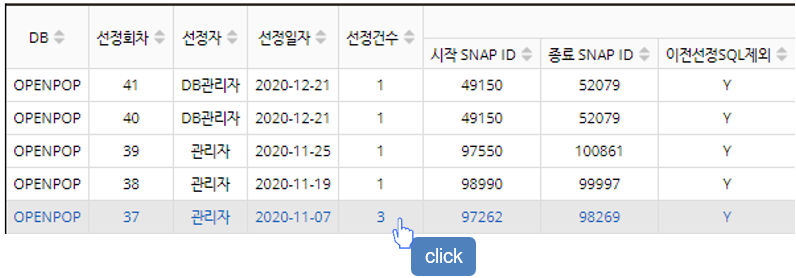 DB 선정회차 선정자 선정일자 선정건수
시작 SNAP ID 종료 SNAP ID 이전선정SQL제외
OPENPOP 41 DB관리자 2020-12-21 1 49150 52079 Y
OPENPOP 40 DB관리자 2020-12-21 1 49150 52079 Y
OPENPOP 39 관리자 2020-11-25 1 97550 100861 Y
OPENPOP 38 관리자 2020-11-19 1 98990 99997 Y
OPENPOP 37 관리자 2020-11-07 3 97262 98269 Y
click